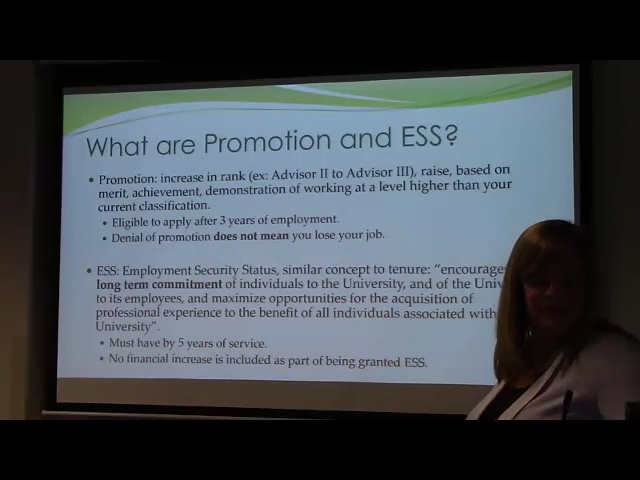 What are Promotion and ESS?
• Promotion: increase in rank (ex: Advisor II to Advisor III), raise, based on
merit, achievement, demonstration of working at a level higher than your
current classification.
• Eligible to apply after 3 years of employment.
• Denial of promotion does not mean you lose your job.
• ESS: Employment Security Status, similar concept to tenure: "encourage
long term commitment of individuals to the University, and of the Univ
to its employees, and maximize opportunities for the acquisition of
professional experience to the benefit of all individuals associated with
University".
• Must have by 5 years of service.
• No financial increase is included as part of being granted ESS.